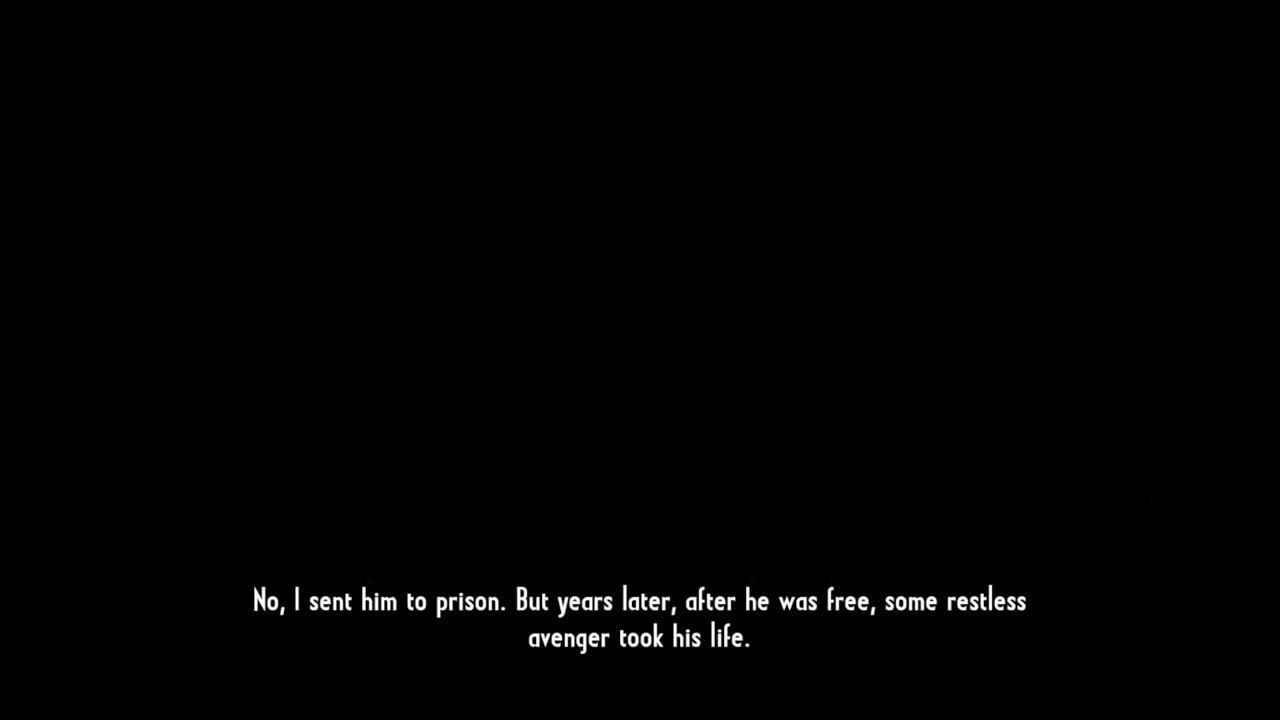 No, I sent him to prison. But years later, after he was free, some restless
avenger took his life.